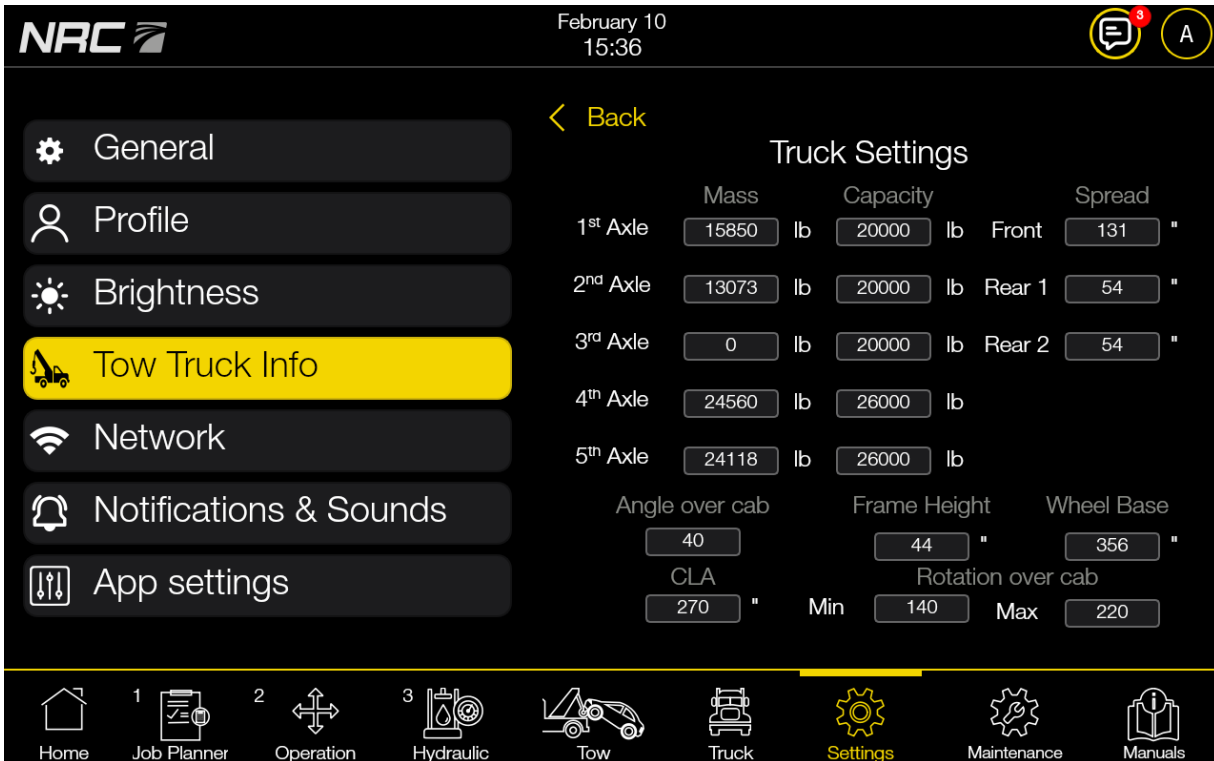 NRC
February 10
15:36
3
A
General
Profile
Brightness
Tow Truck Info
Network
Notifications & Sounds
App settings
< Back
Truck Settings
Mass Capacity Spread
1st Axle 15850 lb 20000 lb Front 131 "
2nd Axle 13073 lb 20000 lb Rear 1 54 "
3rd Axle 0 lb 20000 lb Rear 2 54 "
4th Axle 24560 lb 26000 lb
5th Axle 24118 lb 26000 lb
Angle over cab Frame Height Wheel Base
40 44 " 356 "
CLA Rotation over cab
270 " Min 140 Max 220
1 2 3
Home Job Planner Operation Hydraulic Tow Truck Settings Maintenance Manuals